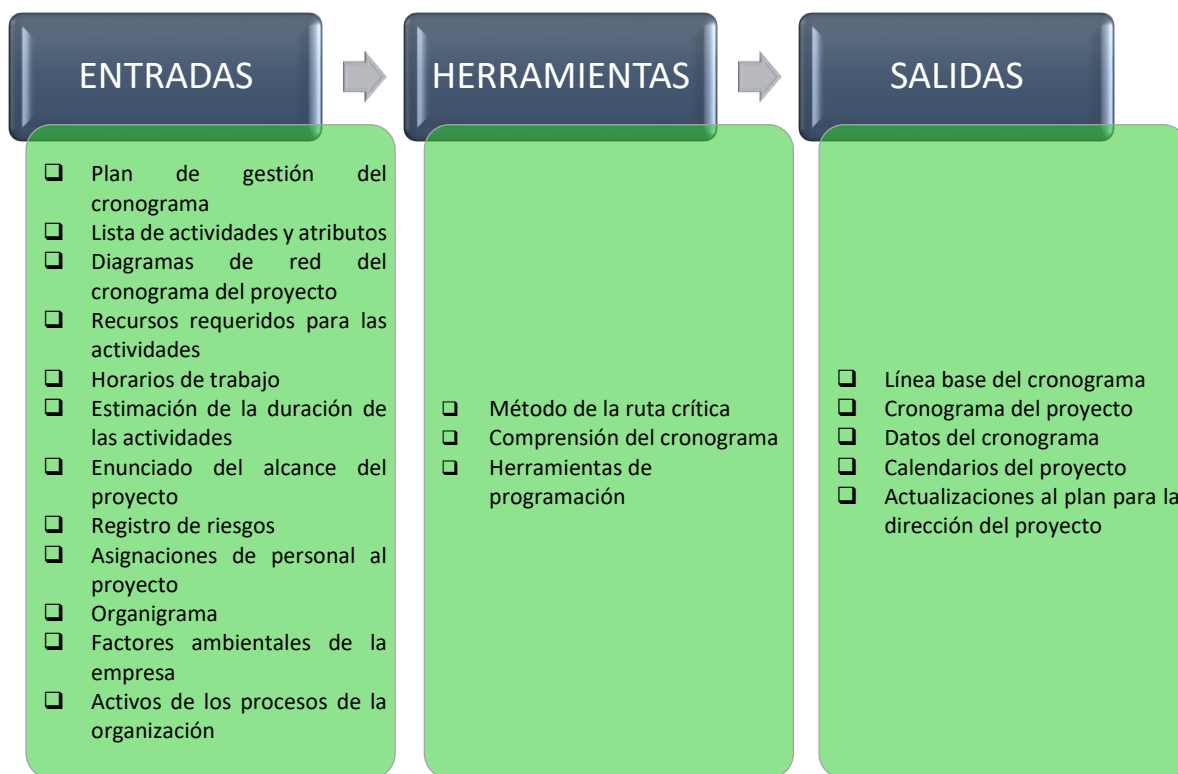 ENTRADAS
Plan de gestión del
cronograma
Lista de actividades y atributos
Diagramas de red del
cronograma del proyecto
Recursos requeridos para las
actividades
Horarios de trabajo
Estimación de la duración de
las actividades
Enunciado del alcance del
proyecto
Registro de riesgos
Asignaciones de personal al
proyecto
Organigrama
Factores ambientales de la
empresa
Activos de los procesos de la
organización
HERRAMIENTAS
Método de la ruta crítica
Comprensión del cronograma
Herramientas de
programación
SALIDAS
Línea base del cronograma
Cronograma del proyecto
Datos del cronograma
Calendarios del proyecto
Actualizaciones al plan para la
dirección del proyecto